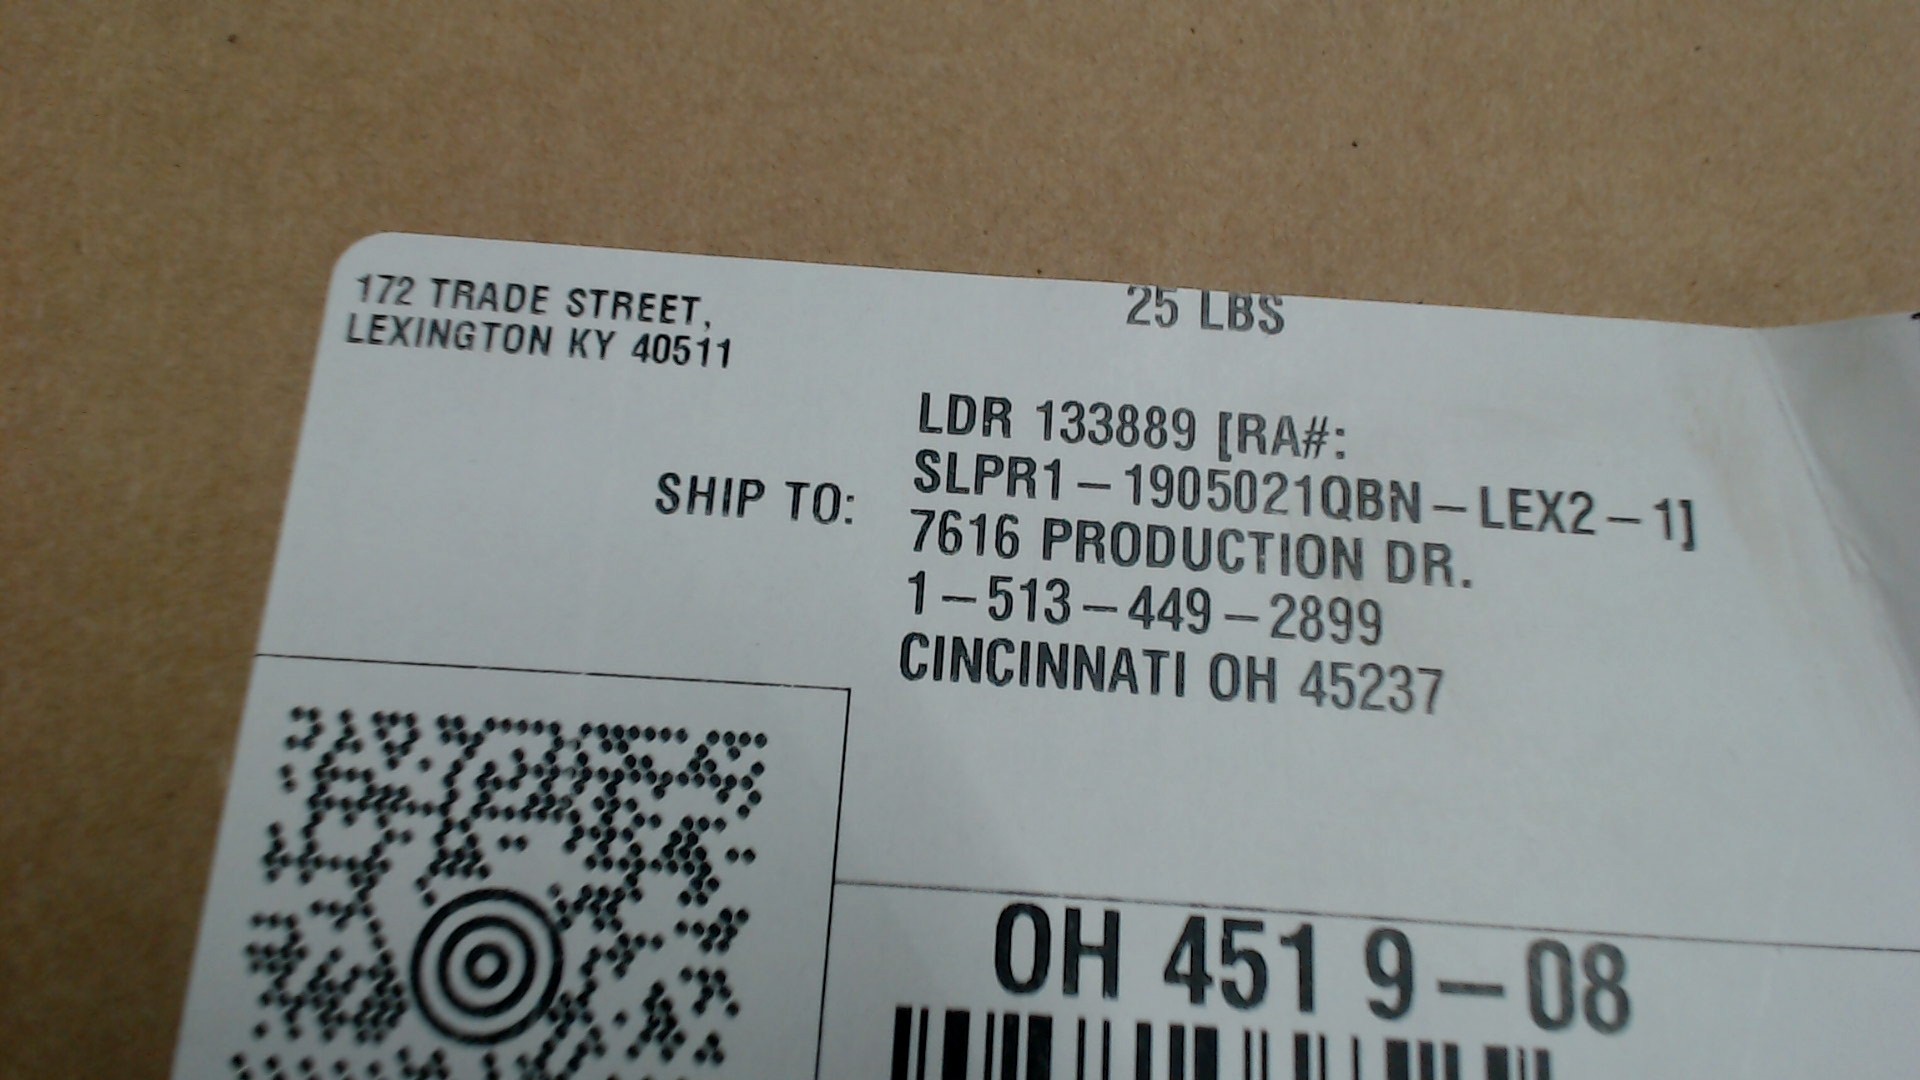 172 TRADE STREET,
LEXINGTON KY 40511
25 LBS
SHIP TO:
LDR 133889 [RA#:
SLPR1-1905021QBN-LEX2-1]
7616 PRODUCTION DR.
1-513-449-2899
CINCINNATI OH 45237
OH 451 9-08